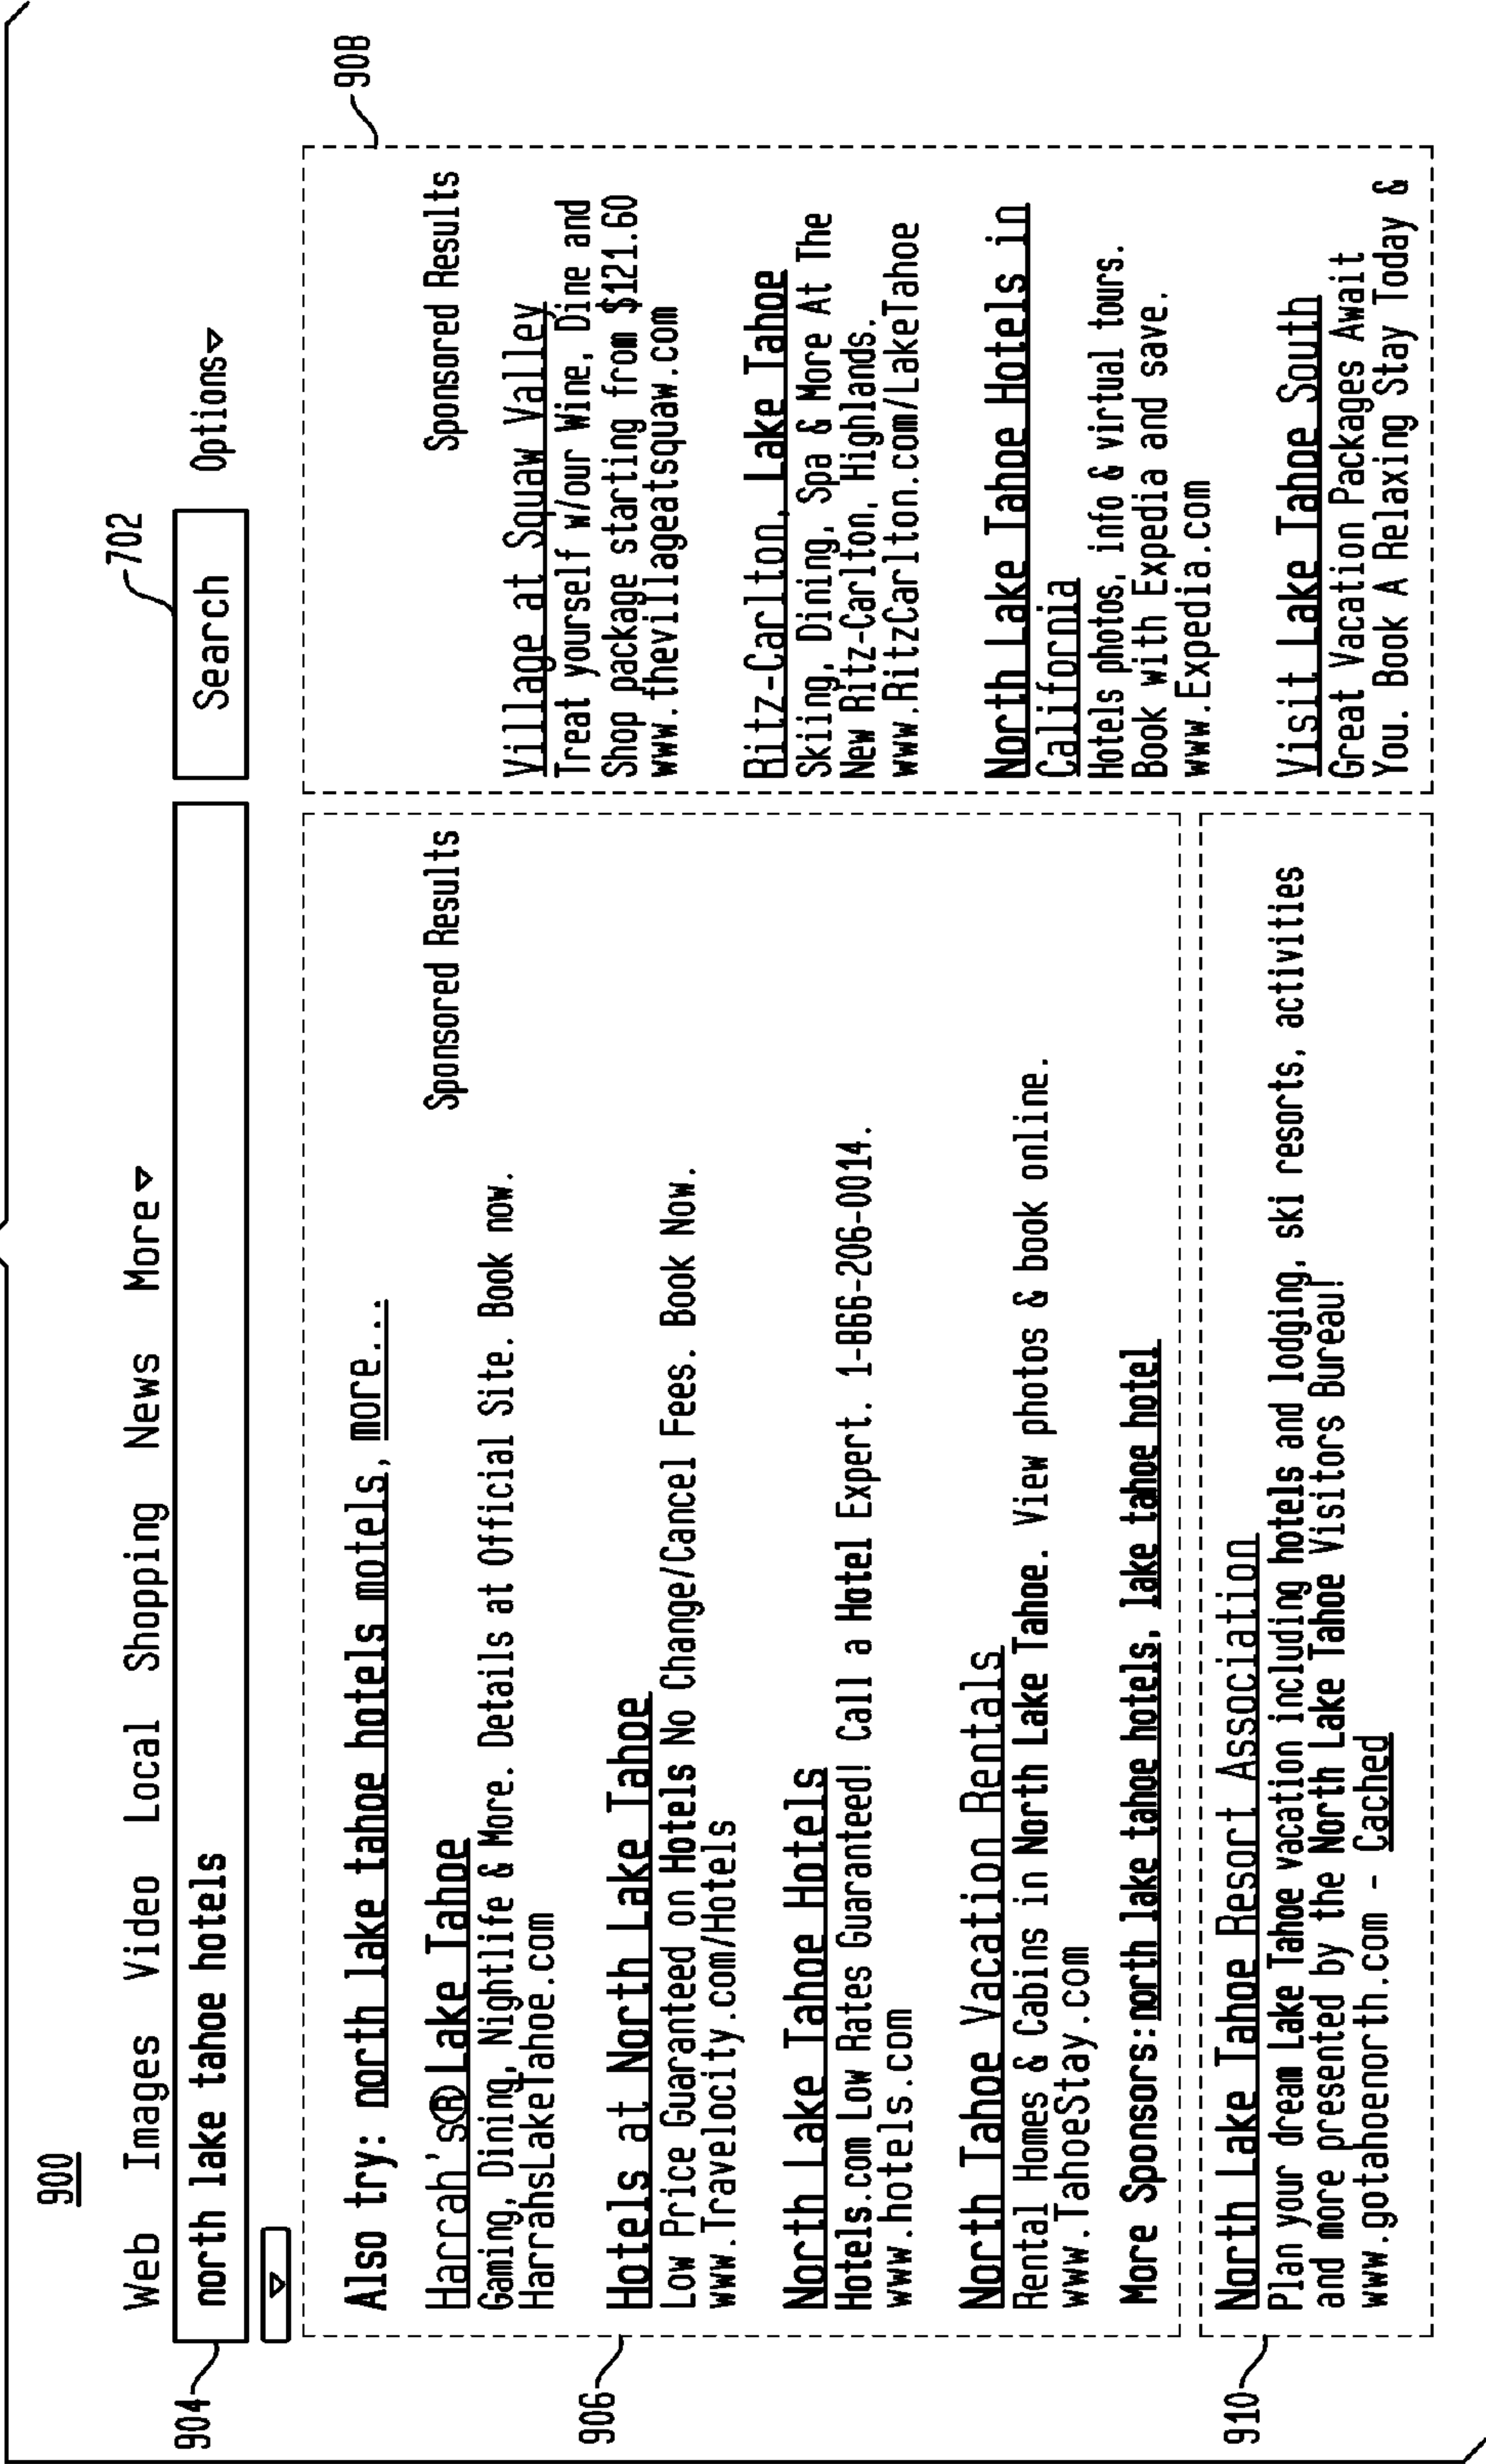 900
Web Images Video Local Shopping News More
904
north lake tahoe hotels
Search
702
Options
906
Also try: north lake tahoe hotels motels, more...
Sponsored Results
Harrah's® Lake Tahoe
Gaming, Dining, Nightlife & More. Details at Official Site. Book now.
HarrahsLakeTahoe.com
Hotels at North Lake Tahoe
Low Price Guaranteed on Hotels No Change/Cancel Fees. Book Now.
www.Travelocity.com/Hotels
North Lake Tahoe Hotels
Hotels.com Low Rates Guaranteed! Call a Hotel Expert. 1-866-206-0014.
www.hotels.com
North Tahoe Vacation Rentals
Rental Homes & Cabins in North Lake Tahoe. View photos & book online.
www.TahoeStay.com
More Sponsors:north lake tahoe hotels, lake tahoe hotel
910
North Lake Tahoe Resort Association
Plan your dream Lake Tahoe vacation including hotels and lodging, ski resorts, activities
and more presented by the North Lake Tahoe Visitors Bureau!
www.gotahoenorth.com - Cached
908
Sponsored Results
Village at Squaw Valley
Treat yourself w/our Wine, Dine and
Shop package starting from $121.60
www.thevillageatsquaw.com
Ritz-Carlton, Lake Tahoe
Skiing, Dining, Spa & More At The
New Ritz-Carlton, Highlands.
www.RitzCarlton.com/LakeTahoe
North Lake Tahoe Hotels in
California
Hotels photos, info & virtual tours.
Book with Expedia and save.
www.Expedia.com
Visit Lake Tahoe South
Great Vacation Packages Await
You. Book A Relaxing Stay Today &